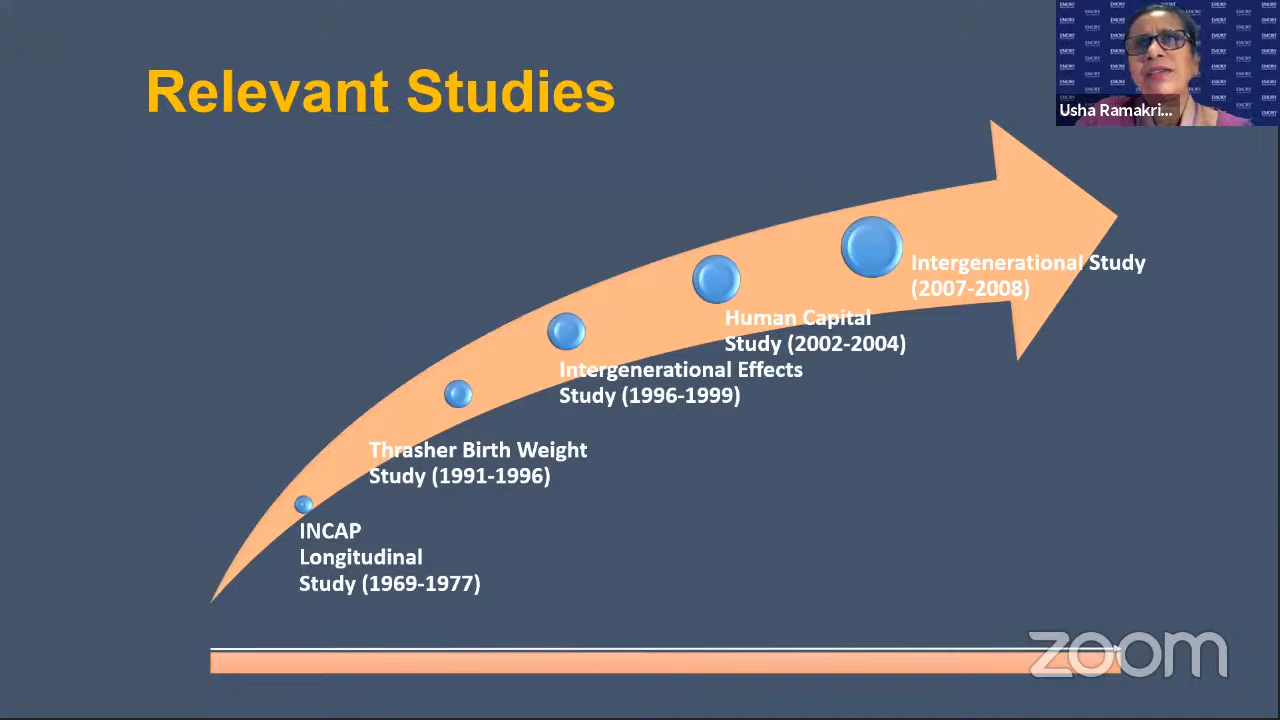 Relevant Studies
Usha Ramakri...
Intergenerational Study
(2007-2008)
Human Capital
Study (2002-2004)
Intergenerational Effects
Study (1996-1999)
Thrasher Birth Weight
Study (1991-1996)
INCAP
Longitudinal
Study (1969-1977)
zoom
EMORY